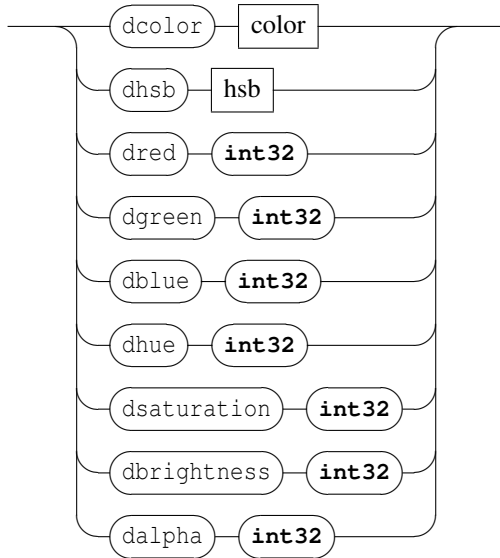 dcolor color
dhsb hsb
dred int32
dgreen int32
dblue int32
dhue int32
dsaturation int32
dbrightness int32
dalpha int32